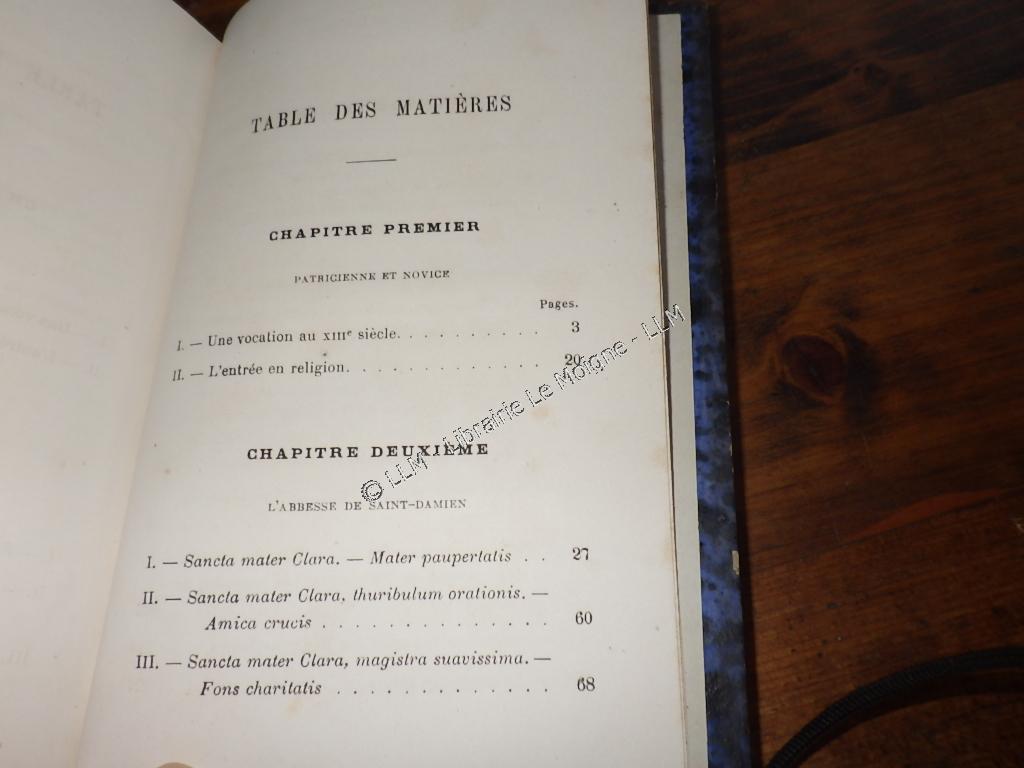 TABLE DES MATIÈRES
CHAPITRE PREMIER
PATRICIENNE ET NOVICE
Pages.
I. — Une vocation au XIIIe siècle. . . . . . . . . . . 3
II. — L'entrée en religion. . . . . . . . . . . . . . 20
CHAPITRE DEUXIÈME
L'ABBESSE DE SAINT-DAMIEN
I. — Sancta mater Clara. — Mater paupertatis . . 27
II. — Sancta mater Clara, thuribulum orationis. —
Amica crucis . . . . . . . . . . . . . . 60
III. — Sancta mater Clara, magistra suavissima. —
Fons charitatis . . . . . . . . . . . . . 68
© LLM - Librairie Le Moigne - LLM